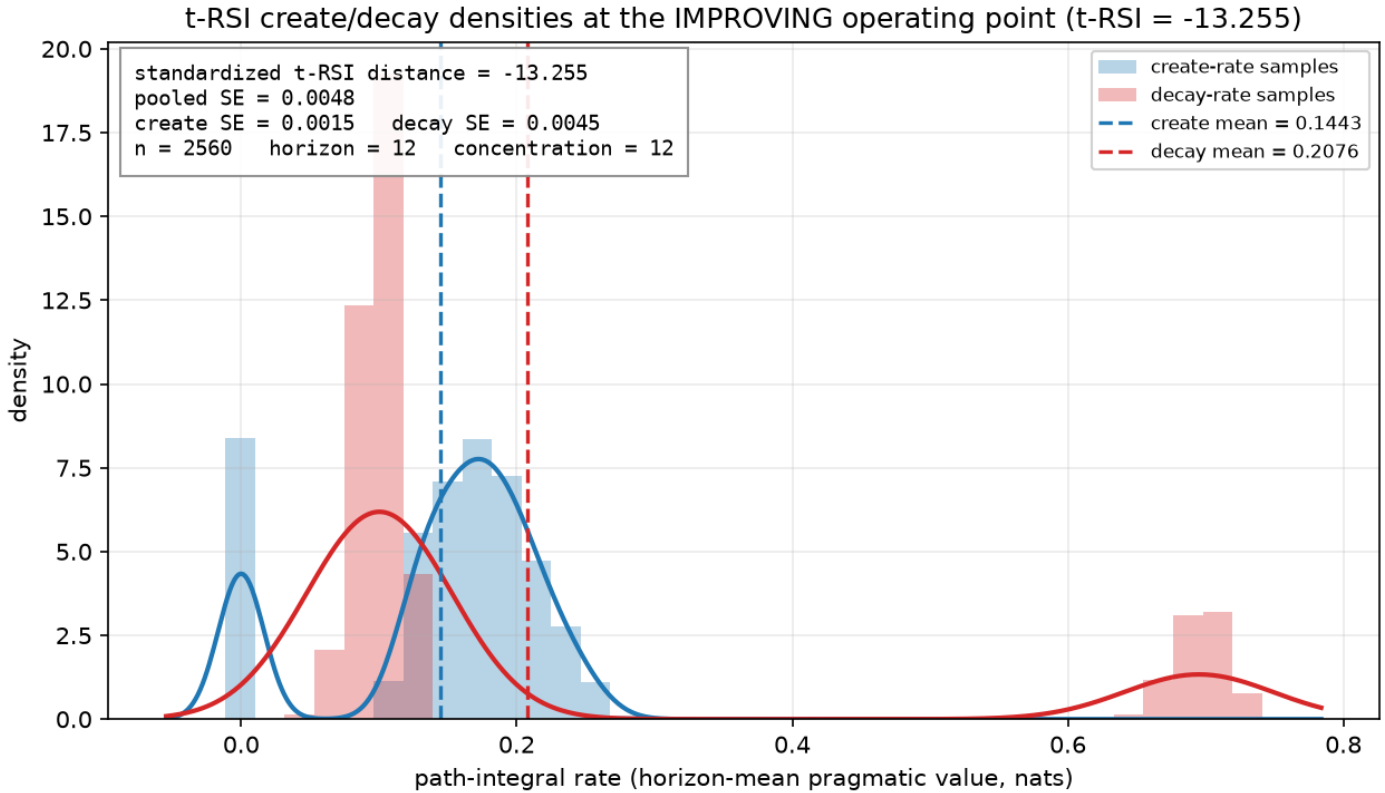 t-RSI create/decay densities at the IMPROVING operating point (t-RSI = -13.255)
standardized t-RSI distance = -13.255
pooled SE = 0.0048
create SE = 0.0015   decay SE = 0.0045
n = 2560   horizon = 12   concentration = 12
create-rate samples
decay-rate samples
create mean = 0.1443
decay mean = 0.2076
density
20.0
17.5
15.0
12.5
10.0
7.5
5.0
2.5
0.0
0.0 0.2 0.4 0.6 0.8
path-integral rate (horizon-mean pragmatic value, nats)